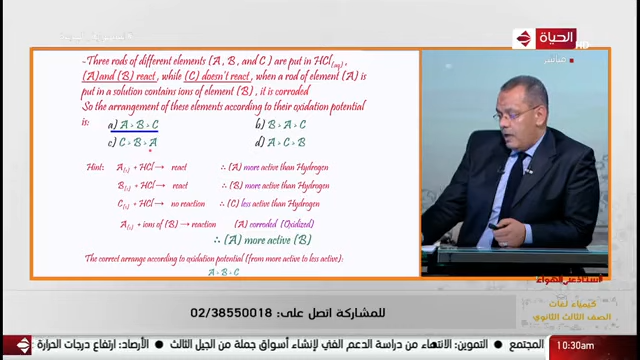 الحياة
HD
مباشر
- Three rods of different elements (A, B, and C ) are put in HCl(aq),
(A)and (B) react, while (C) doesn't react, when a rod of element (A) is
put in a solution contains ions of element (B), it is corroded
So the arrangement of these elements according to their oxidation potential
is:
a) A > B > C
b) B > A > C
c) C > B > A
d) A > C > B
Hint:
A(s) + HCl → react
∴ (A) more active than Hydrogen
B(s) + HCl → react
∴ (B) more active than Hydrogen
C(s) + HCl → no reaction
∴ (C) less active than Hydrogen
A(s) + ions of (B) → reaction
(A) corroded (Oxidized)
∴ (A) more active (B)
The correct arrange according to oxidation potential (from more active to less active):
A > B > C
#أستاذ_على_الهواء
كيمياء لغات
الصف الثالث الثانوي
للمشاركة اتصل على: 02/38550018
المجتمع • التموين: الانتهاء من دراسة الدعم الفني لإنشاء أسواق جملة من الجيل الثالث • الأرصاد: ارتفاع درجات الحرارة
10:30am